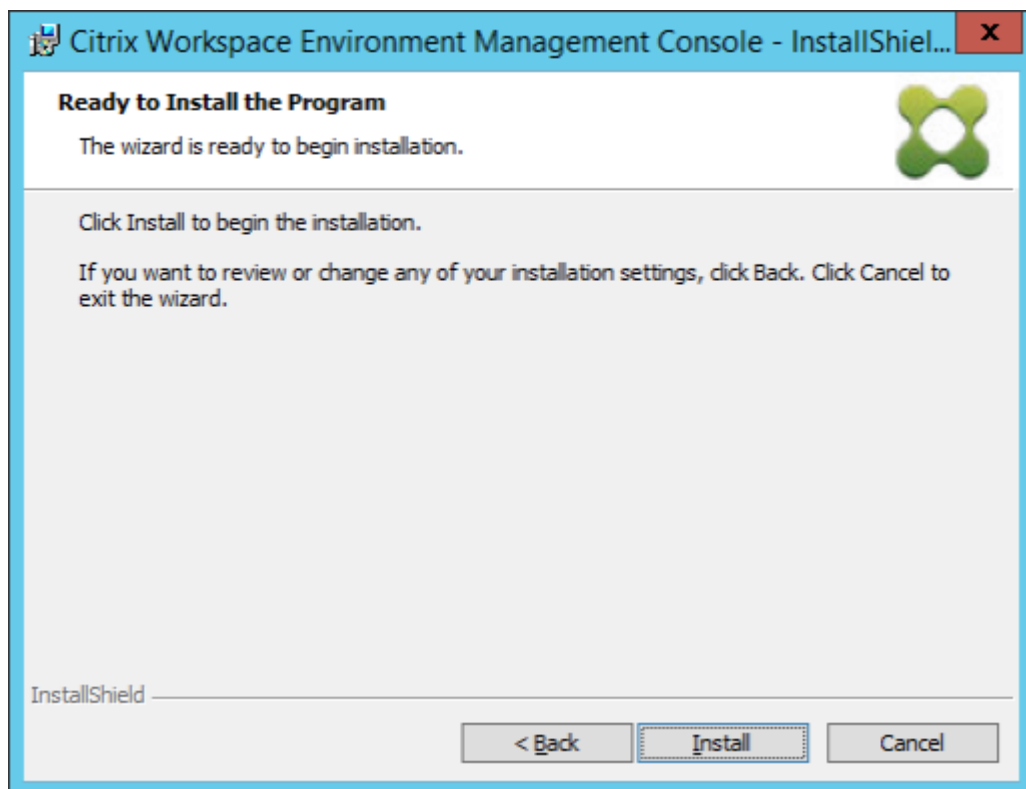 Citrix Workspace Environment Management Console - InstallShiel...
x
Ready to Install the Program
The wizard is ready to begin installation.
Click Install to begin the installation.
If you want to review or change any of your installation settings, click Back. Click Cancel to
exit the wizard.
InstallShield
< Back
Install
Cancel